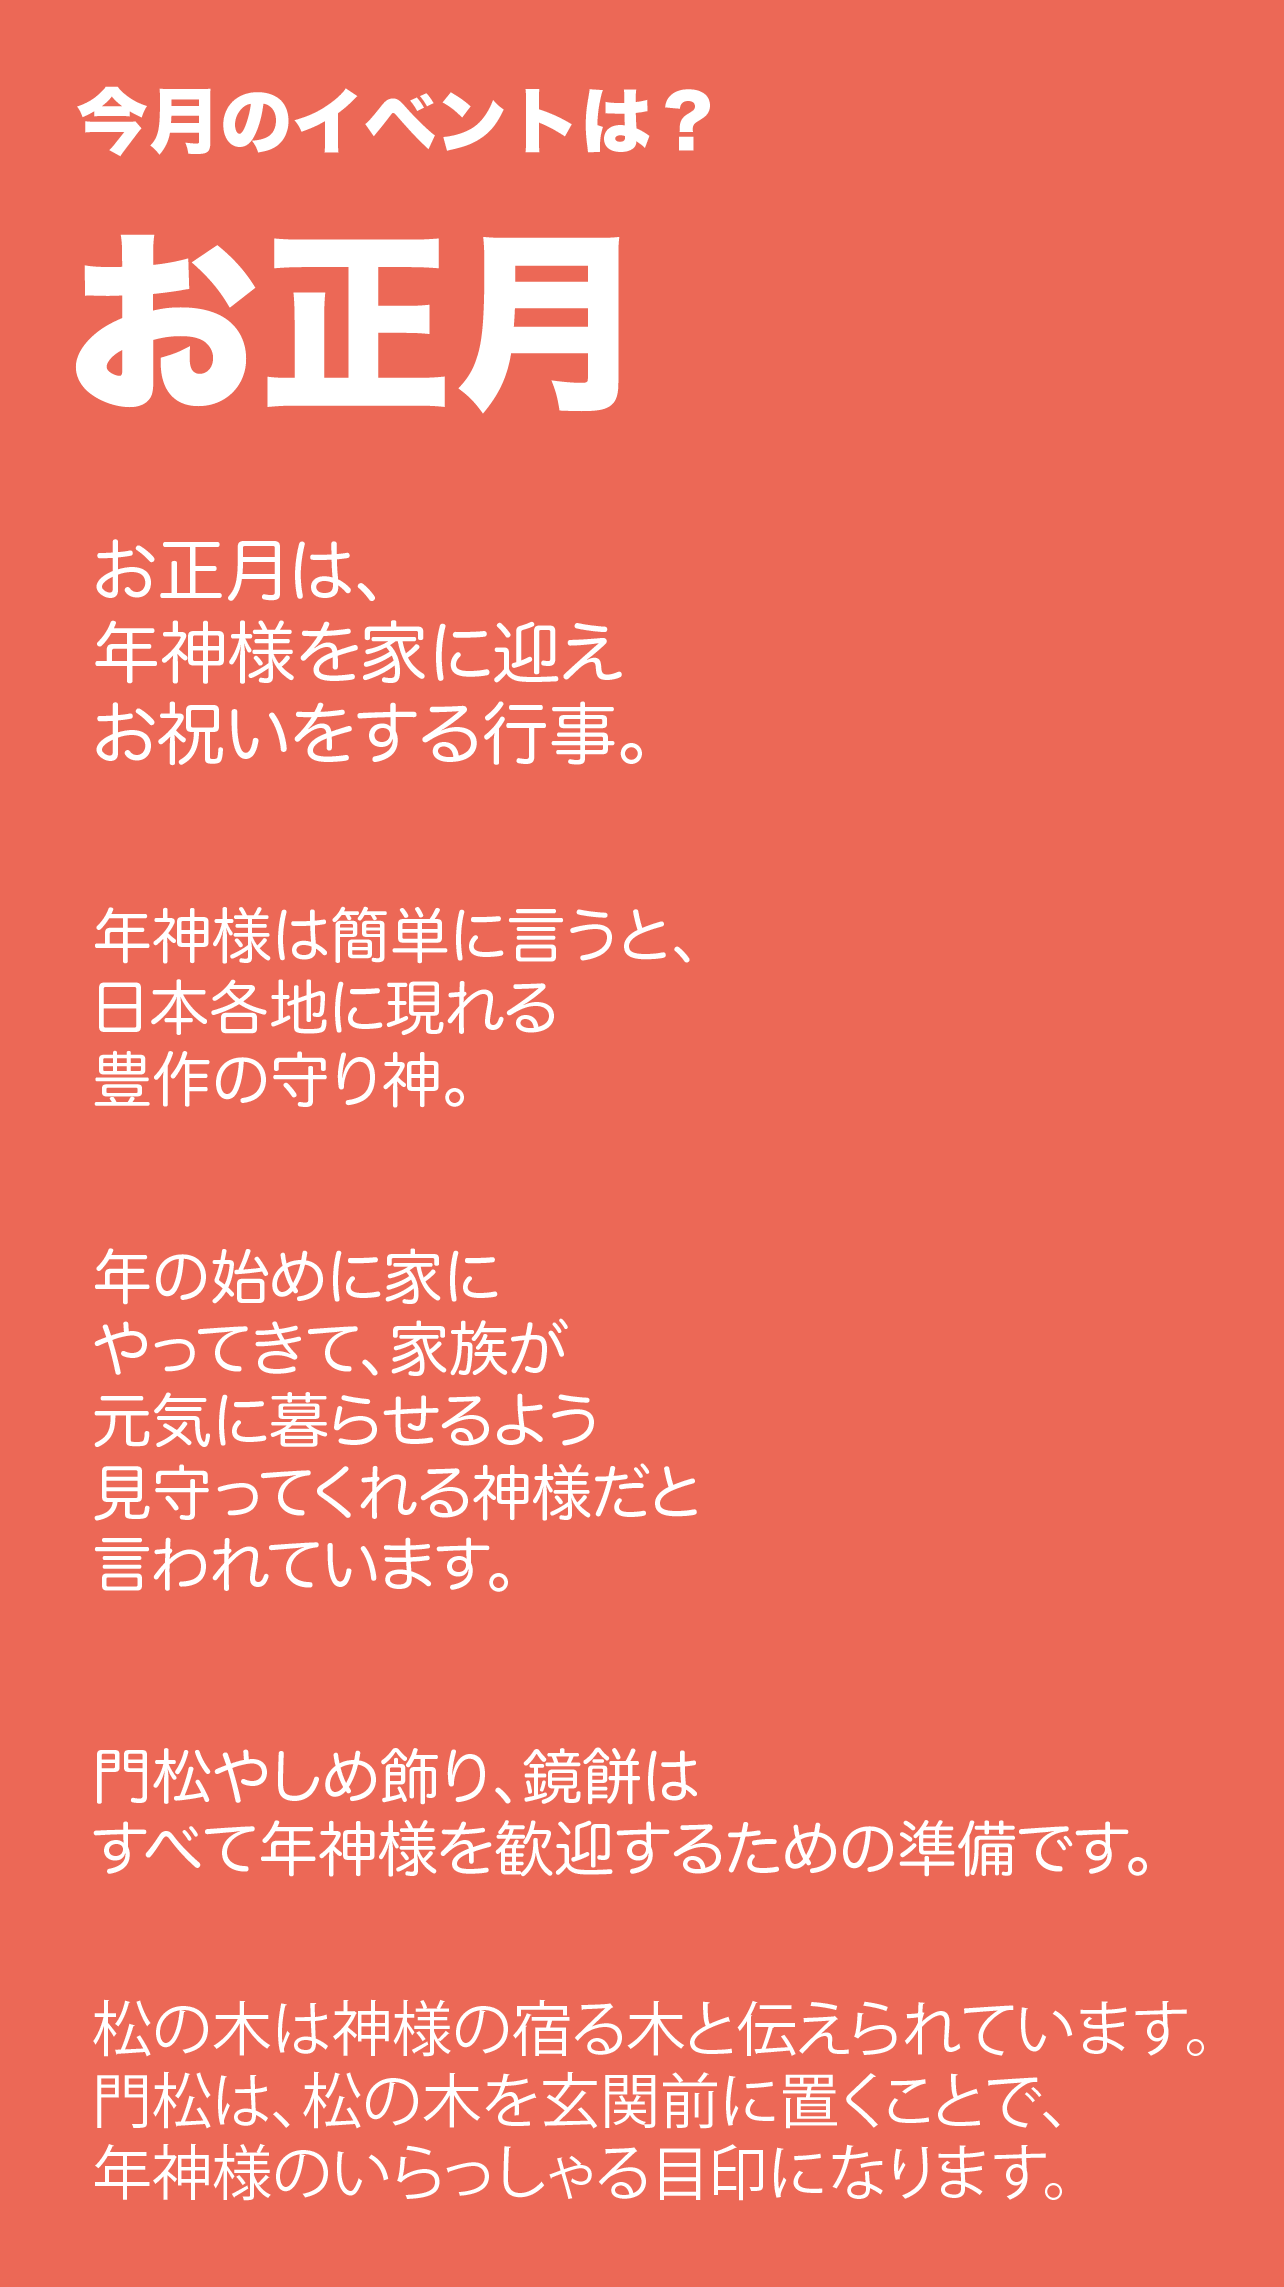 今月のイベントは？
お正月
お正月は、
年神様を家に迎え
お祝いをする行事。
年神様は簡単に言うと、
日本各地に現れる
豊作の守り神。
年の始めに家に
やってきて、家族が
元気に暮らせるよう
見守ってくれる神様だと
言われています。
門松やしめ飾り、鏡餅は
すべて年神様を歓迎するための準備です。
松の木は神様の宿る木と伝えられています。
門松は、松の木を玄関前に置くことで、
年神様のいらっしゃる目印になります。